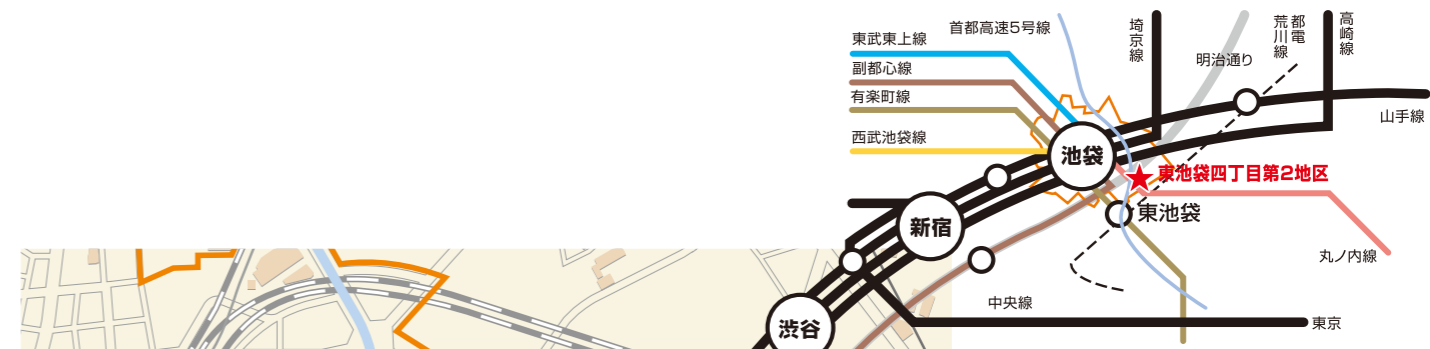 首都高速5号線
東武東上線
副都心線
有楽町線
西武池袋線
埼京線
明治通り
都電
荒川線
高崎線
山手線
池袋
東池袋四丁目第2地区
東池袋
新宿
丸ノ内線
中央線
東京
渋谷